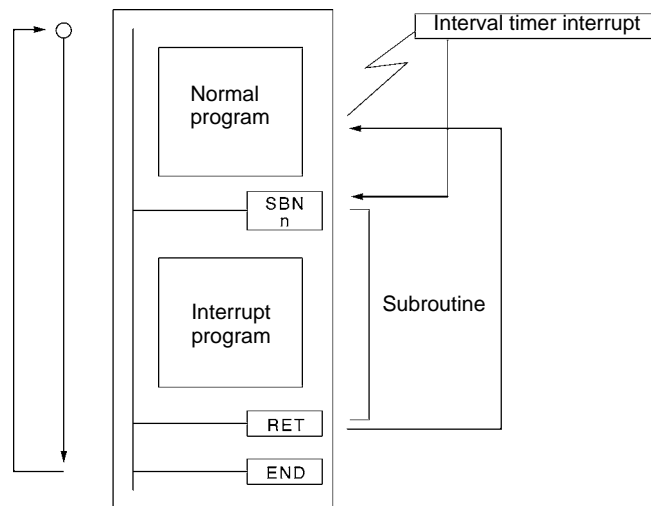 Interval timer interrupt
Normal
program
SBN
n
Interrupt
program
Subroutine
RET
END